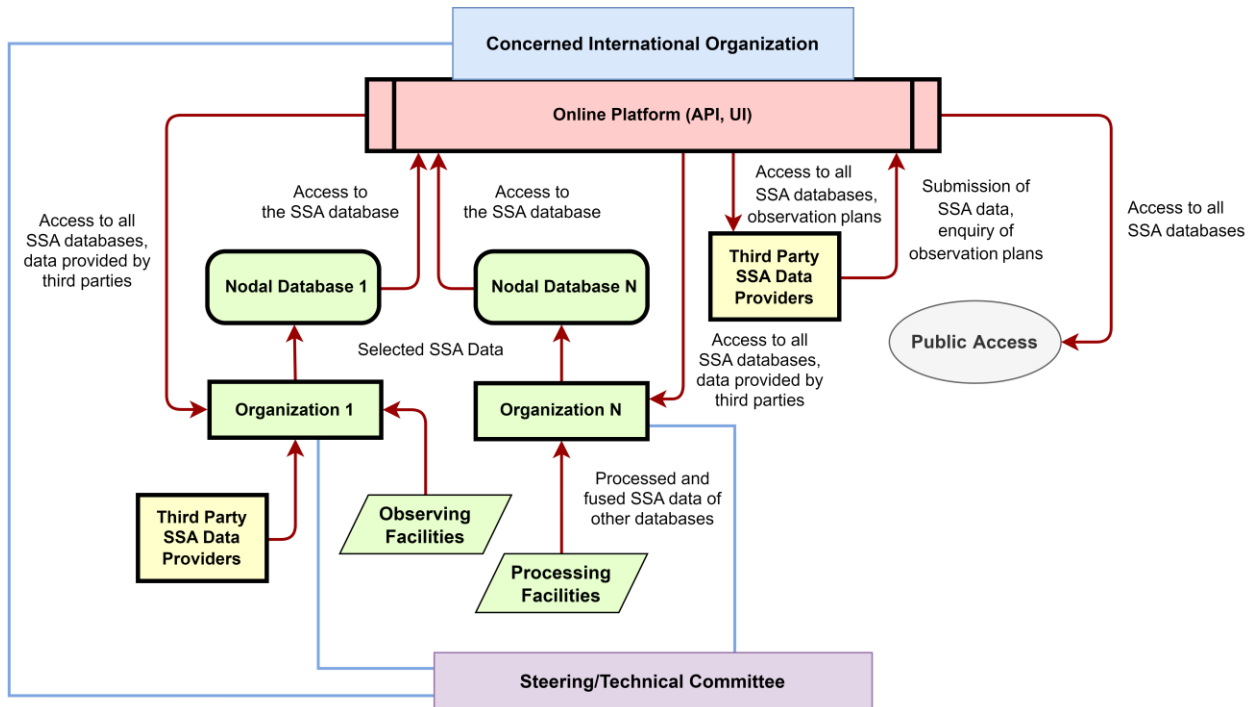 Concerned International Organization
Online Platform (API, UI)
Access to all
SSA databases,
data provided by
third parties
Access to
the SSA database
Access to
the SSA database
Access to all
SSA databases,
observation plans
Submission of
SSA data,
enquiry of
observation plans
Access to all
SSA databases
Nodal Database 1
Nodal Database N
Third Party
SSA Data
Providers
Public Access
Selected SSA Data
Access to all
SSA databases,
data provided by
third parties
Organization 1
Organization N
Third Party
SSA Data
Providers
Observing
Facilities
Processed and
fused SSA data of
other databases
Processing
Facilities
Steering/Technical Committee